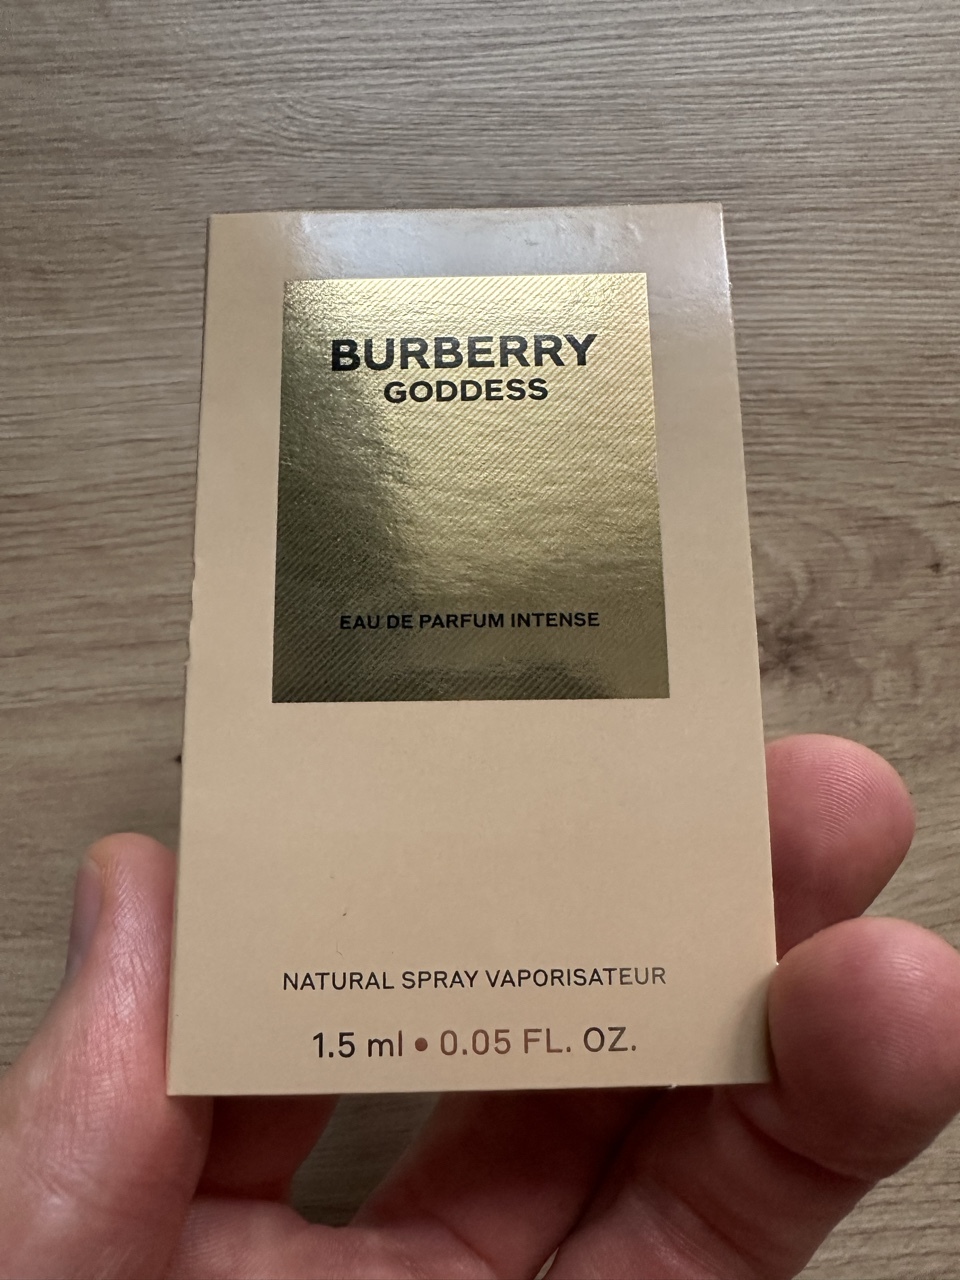 BURBERRY
GODDESS
EAU DE PARFUM INTENSE
NATURAL SPRAY VAPORISATEUR
1.5 ml • 0.05 FL. OZ.